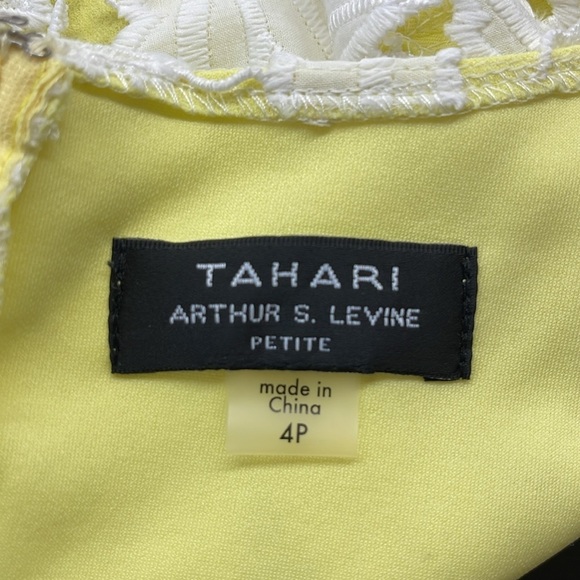 TAHARI
ARTHUR S. LEVINE
PETITE
made in
China
4P